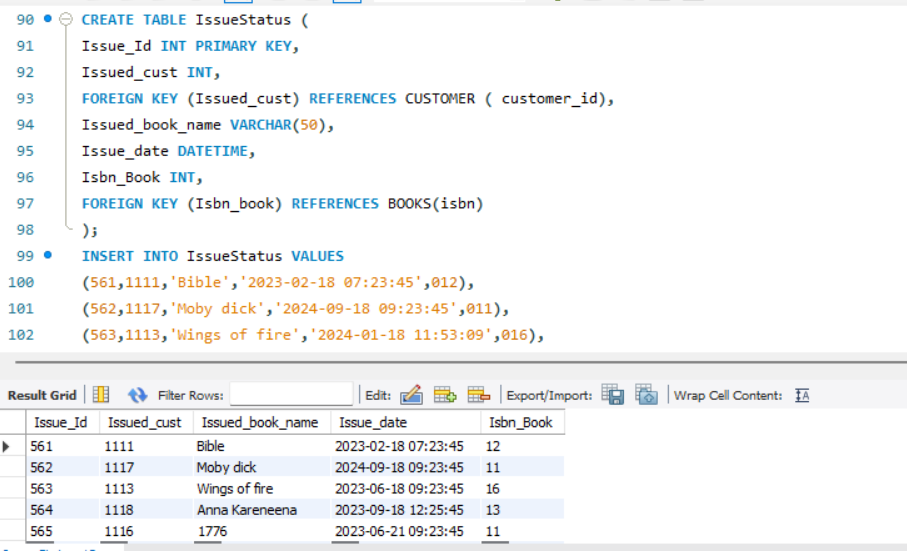 90 CREATE TABLE IssueStatus (
91 Issue_Id INT PRIMARY KEY,
92 Issued_cust INT,
93 FOREIGN KEY (Issued_cust) REFERENCES CUSTOMER ( customer_id),
94 Issued_book_name VARCHAR(50),
95 Issue_date DATETIME,
96 Isbn_Book INT,
97 FOREIGN KEY (Isbn_book) REFERENCES BOOKS(isbn)
98 );
99 INSERT INTO IssueStatus VALUES
100 (561,1111,'Bible','2023-02-18 07:23:45',012),
101 (562,1117,'Moby dick','2024-09-18 09:23:45',011),
102 (563,1113,'Wings of fire','2024-01-18 11:53:09',016),
Result Grid Filter Rows: Edit: Export/Import: Wrap Cell Content: IA
Issue_Id Issued_cust Issued_book_name Issue_date Isbn_Book
561 1111 Bible 2023-02-18 07:23:45 12
562 1117 Moby dick 2024-09-18 09:23:45 11
563 1113 Wings of fire 2023-06-18 09:23:45 16
564 1118 Anna Kareneena 2023-09-18 12:25:45 13
565 1116 1776 2023-06-21 09:23:45 11